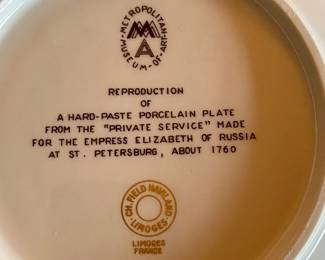 METROPOLITAN
MUSEUM-OF-ART
MMA
REPRODUCTION
OF
A HARD-PASTE PORCELAIN PLATE
FROM THE "PRIVATE SERVICE" MADE
FOR THE EMPRESS ELIZABETH OF RUSSIA
AT ST. PETERSBURG, ABOUT 1760
CH. FIELD HAVILAND
LIMOGES
LIMOGES
FRANCE